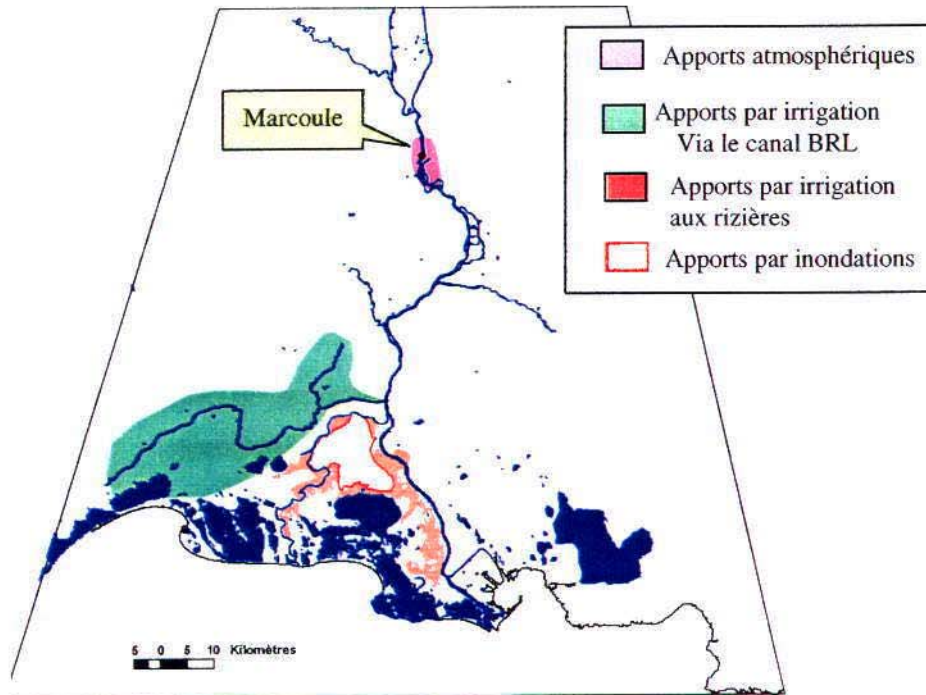 Marcoule
Apports atmosphériques
Apports par irrigation
Via le canal BRL
Apports par irrigation
aux rizières
Apports par inondations
5 0 5 10 Kilomètres